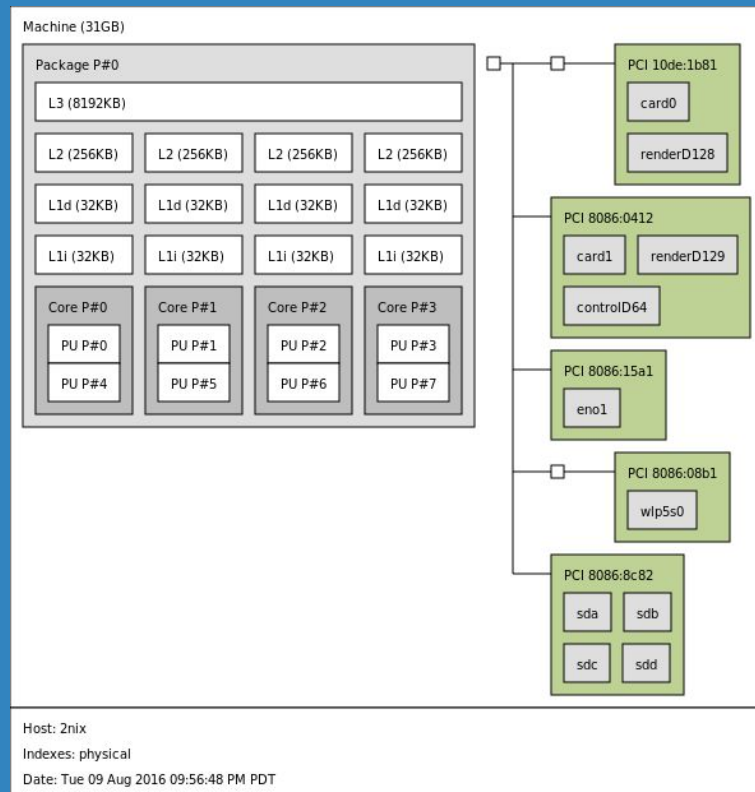 Machine (31GB)
Package P#0
L3 (8192KB)
L2 (256KB) L2 (256KB) L2 (256KB) L2 (256KB)
L1d (32KB) L1d (32KB) L1d (32KB) L1d (32KB)
L1i (32KB) L1i (32KB) L1i (32KB) L1i (32KB)
Core P#0 Core P#1 Core P#2 Core P#3
PU P#0 PU P#1 PU P#2 PU P#3
PU P#4 PU P#5 PU P#6 PU P#7
PCI 10de:1b81
card0
renderD128
PCI 8086:0412
card1 renderD129
controlD64
PCI 8086:15a1
eno1
PCI 8086:08b1
wlp5s0
PCI 8086:8c82
sda sdb
sdc sdd
Host: 2nix
Indexes: physical
Date: Tue 09 Aug 2016 09:56:48 PM PDT